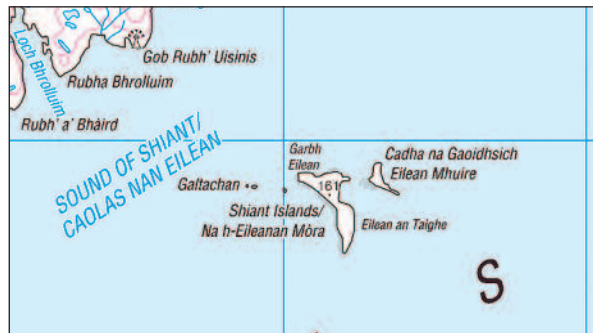 Loch Bhrolluim
Gob Rubh' Uisinis
Rubha Bhrolluim
Rubh' a' Bhàird
SOUND OF SHIANT/
CAOLAS NAN EILEAN
Garbh
Eilean
Cadha na Gaoidhsich
Eilean Mhuire
Galtachan
161
Shiant Islands/
Na h-Eileanan Mòra
Eilean an Taighe
S